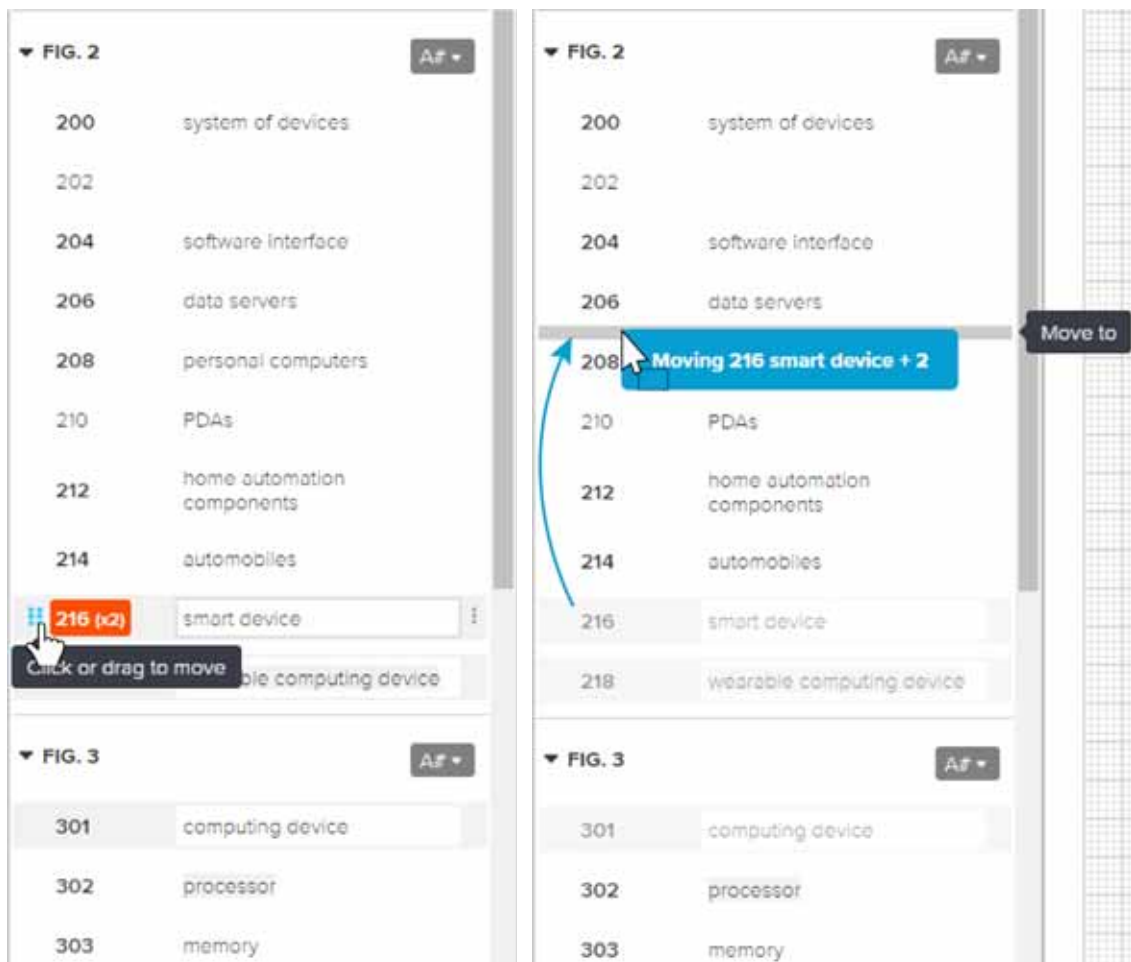 FIG. 2
A#
200 system of devices
202
204 software interface
206 data servers
208 personal computers
210 PDAs
212 home automation
components
214 automobiles
216 (x2) smart device
Click or drag to move
computing device
FIG. 3
A#
301 computing device
302 processor
303 memory
FIG. 2
A#
200 system of devices
202
204 software interface
206 data servers
Move to
208 Moving 216 smart device + 2
210 PDAs
212 home automation
components
214 automobiles
216 smart device
218 wearable computing device
FIG. 3
A#
301 computing device
302 processor
303 memory